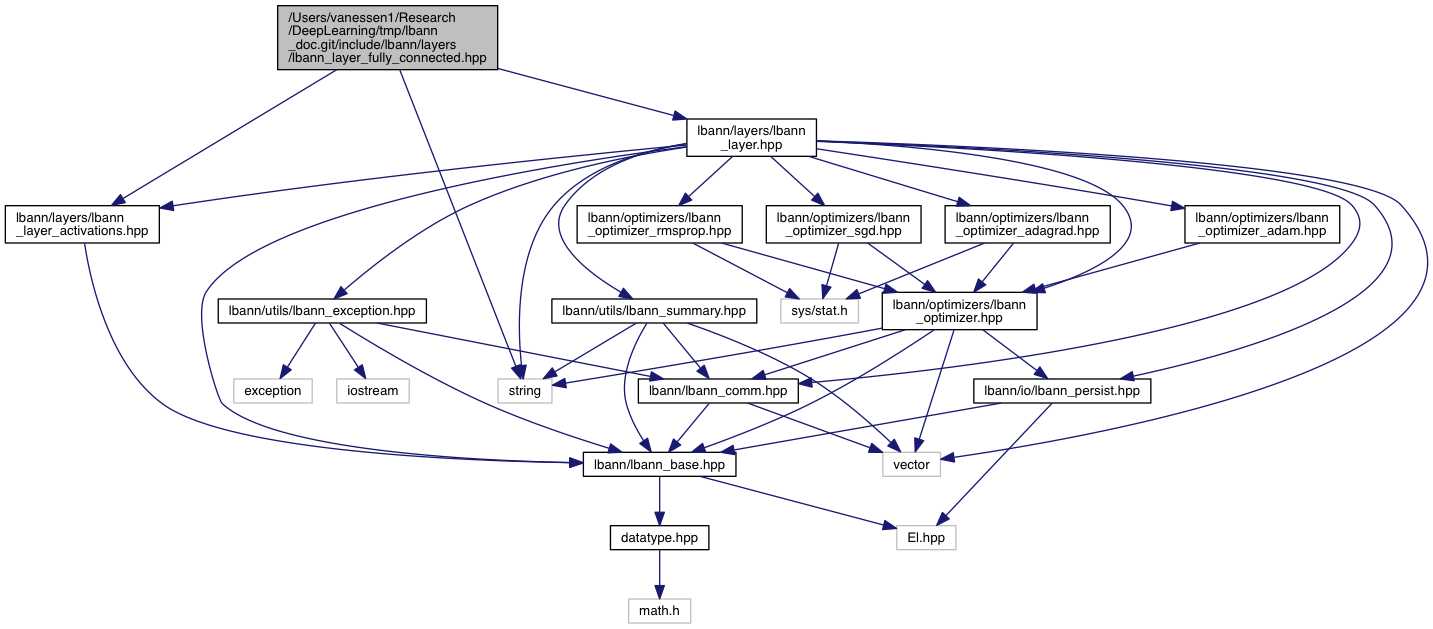 /Users/vanessen1/Research
/DeepLearning/tmp/lbann
_doc.git/include/lbann/layers
/lbann_layer_fully_connected.hpp
lbann/layers/lbann
_layer.hpp
lbann/layers/lbann
_layer_activations.hpp
lbann/optimizers/lbann
_optimizer_rmsprop.hpp
lbann/optimizers/lbann
_optimizer_sgd.hpp
lbann/optimizers/lbann
_optimizer_adagrad.hpp
lbann/optimizers/lbann
_optimizer_adam.hpp
lbann/utils/lbann_exception.hpp
lbann/utils/lbann_summary.hpp
sys/stat.h
lbann/optimizers/lbann
_optimizer.hpp
exception
iostream
string
lbann/lbann_comm.hpp
lbann/io/lbann_persist.hpp
lbann/lbann_base.hpp
vector
datatype.hpp
El.hpp
math.h